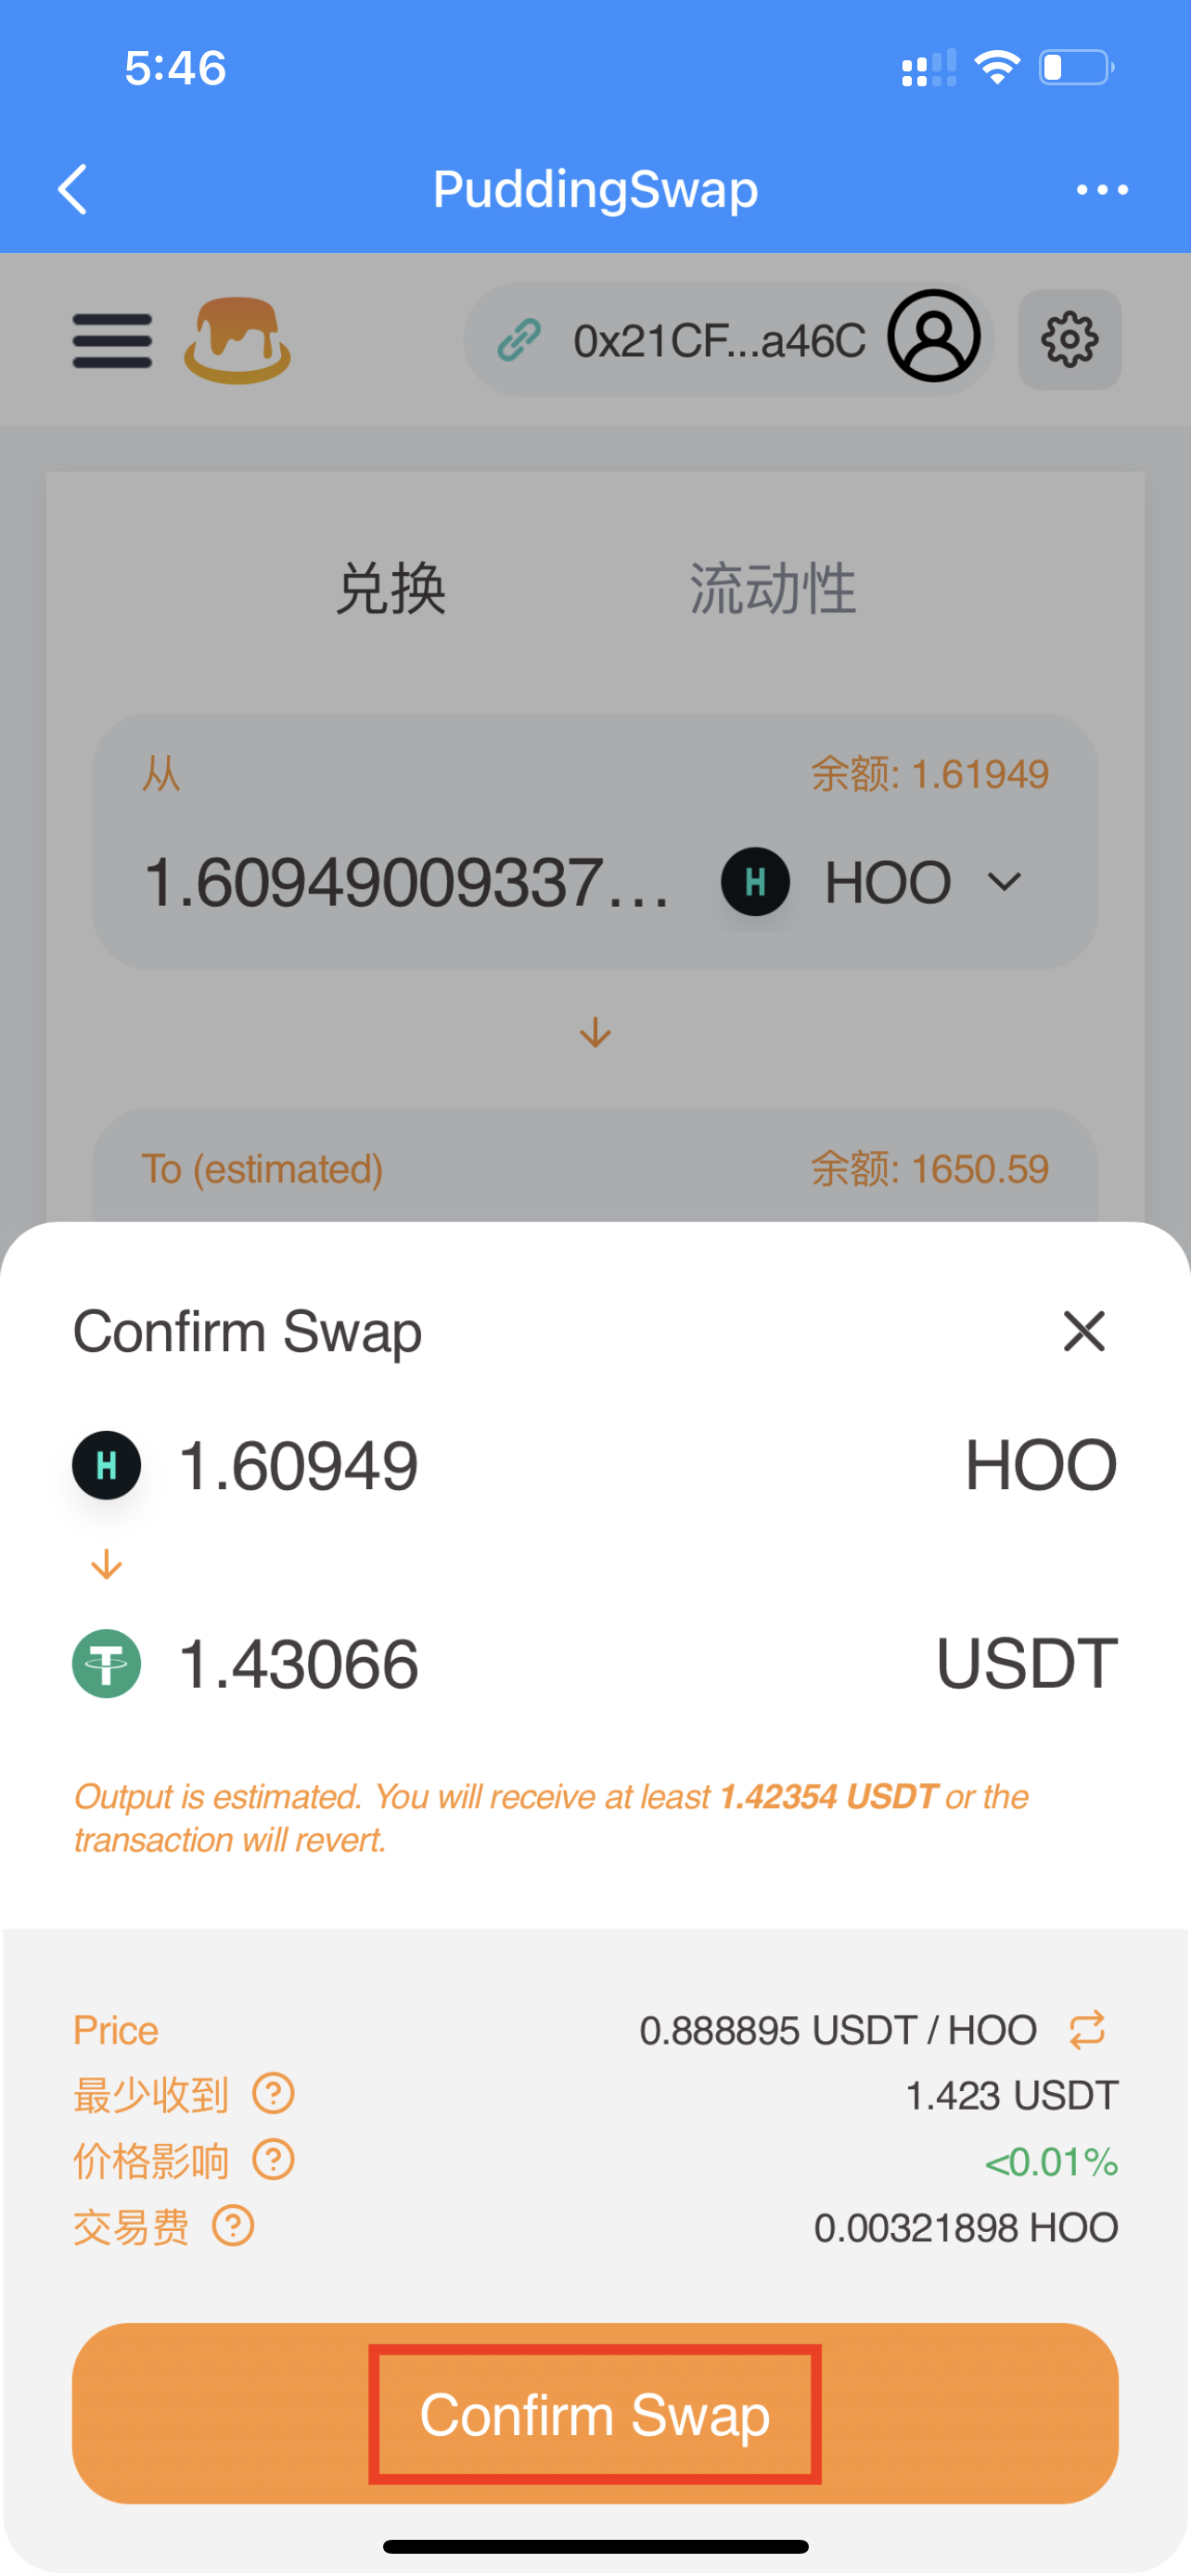 5:46
PuddingSwap
0x21CF...a46C
兑换 流动性
从 余额: 1.61949
1.60949009337... H HOO
To (estimated) 余额: 1650.59
Confirm Swap
H 1.60949 HOO
1.43066 USDT
Output is estimated. You will receive at least 1.42354 USDT or the
transaction will revert.
Price 0.888895 USDT / HOO
最少收到 ? 1.423 USDT
价格影响 ? <0.01%
交易费 ? 0.00321898 HOO
Confirm Swap